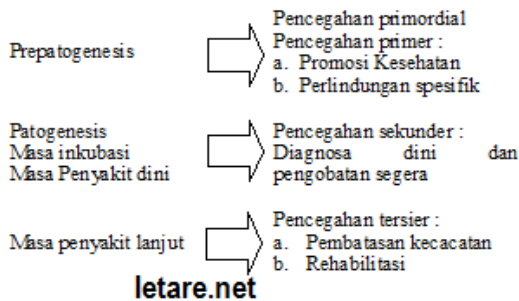 Prepatogenesis
Pencegahan primordial
Pencegahan primer :
a. Promosi Kesehatan
b. Perlindungan spesifik
Patogenesis
Masa inkubasi
Masa Penyakit dini
Pencegahan sekunder :
Diagnosa dini dan
pengobatan segera
Masa penyakit lanjut
Pencegahan tersier :
a. Pembatasan kecacatan
b. Rehabilitasi
letare.net